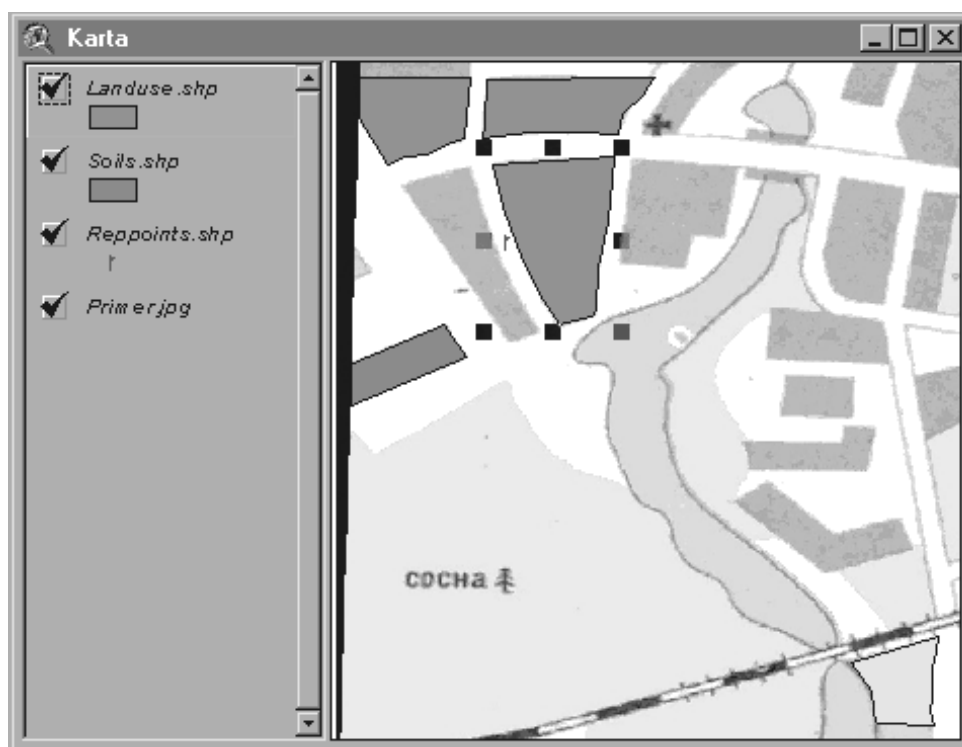 Karta
Landuse.shp
Soils.shp
Reppoints.shp
Primer.jpg
сосна